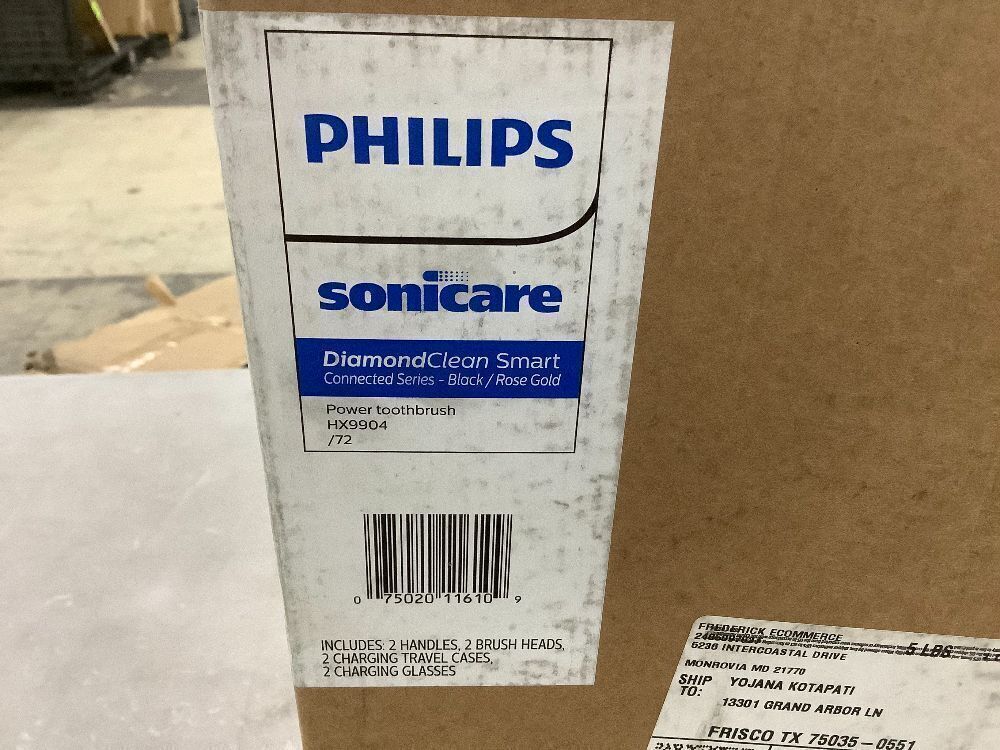 PHILIPS
sonicare
DiamondClean Smart
Connected Series - Black / Rose Gold
Power toothbrush
HX9904
/72
0 75020 11610 9
INCLUDES: 2 HANDLES, 2 BRUSH HEADS,
2 CHARGING TRAVEL CASES,
2 CHARGING GLASSES
FREDERICK ECOMMERCE
5 LBS
5236 INTERCOASTAL DRIVE
MONROVIA MD 21770
SHIP
TO:
YOJANA KOTAPATI
13301 GRAND ARBOR LN
FRISCO TX 75035-0551